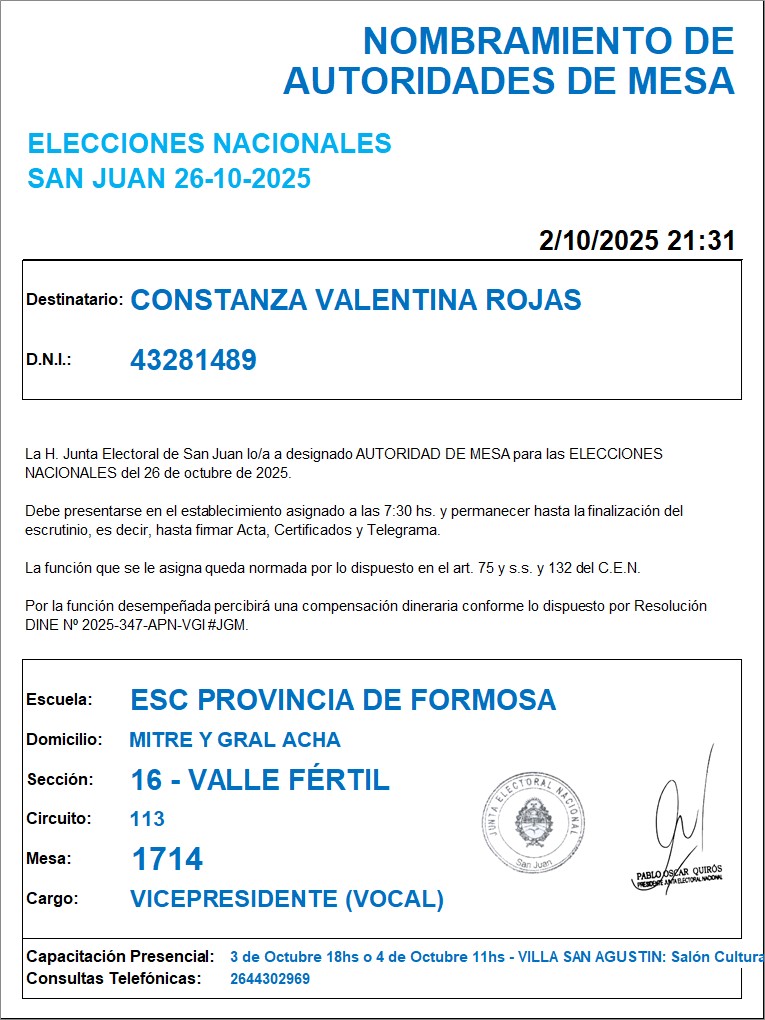 NOMBRAMIENTO DE
AUTORIDADES DE MESA
ELECCIONES NACIONALES
SAN JUAN 26-10-2025
2/10/2025 21:31
Destinatario: CONSTANZA VALENTINA ROJAS
D.N.I.: 43281489
La H. Junta Electoral de San Juan lo/a a designado AUTORIDAD DE MESA para las ELECCIONES
NACIONALES del 26 de octubre de 2025.
Debe presentarse en el establecimiento asignado a las 7:30 hs. y permanecer hasta la finalización del
escrutinio, es decir, hasta firmar Acta, Certificados y Telegrama.
La función que se le asigna queda normada por lo dispuesto en el art. 75 y s.s. y 132 del C.E.N.
Por la función desempeñada percibirá una compensación dineraria conforme lo dispuesto por Resolución
DINE Nº 2025-347-APN-VGI#JGM.
Escuela: ESC PROVINCIA DE FORMOSA
Domicilio: MITRE Y GRAL ACHA
Sección: 16 - VALLE FÉRTIL
Circuito: 113
Mesa: 1714
Cargo: VICEPRESIDENTE (VOCAL)
JUNTA ELECTORAL NACIONAL
San Juan
PABLO OSCAR QUIRÓS
PRESIDENTE JUNTA ELECTORAL NACIONAL
Capacitación Presencial: 3 de Octubre 18hs o 4 de Octubre 11hs - VILLA SAN AGUSTIN: Salón Cultura
Consultas Telefónicas: 2644302969